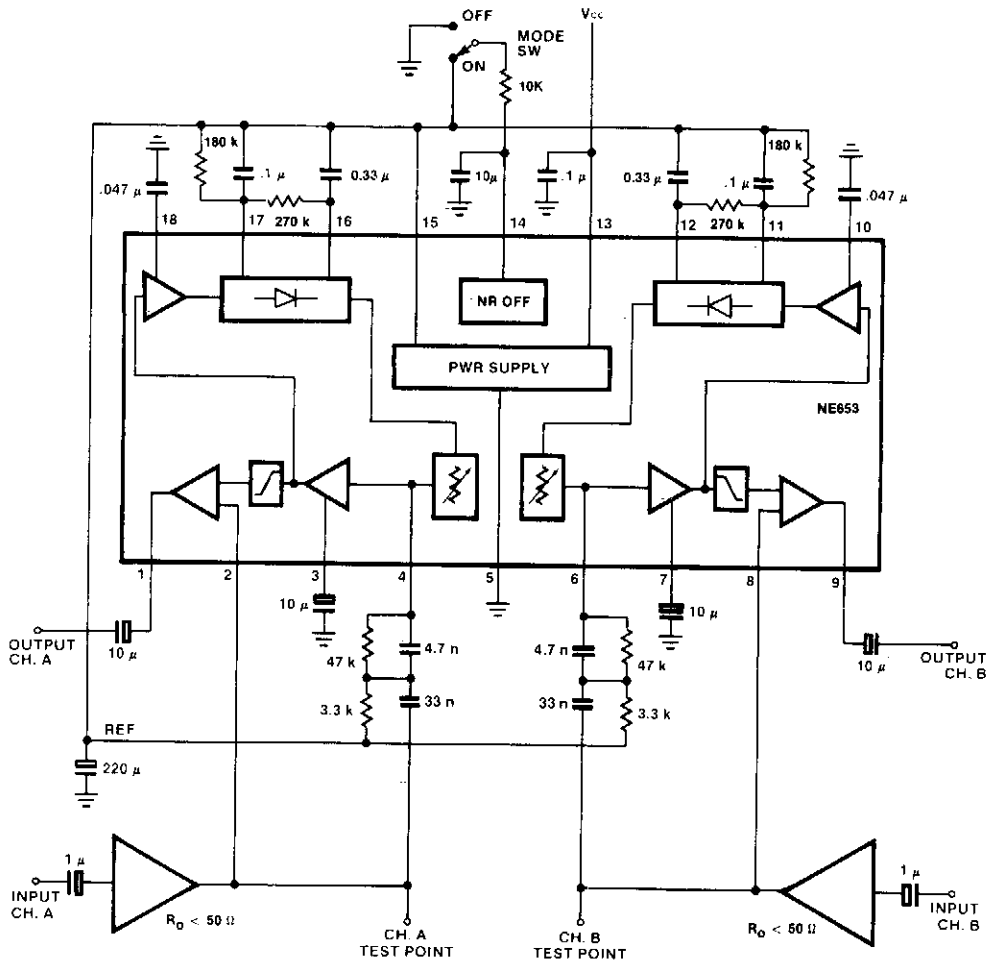 OFF
Vcc
MODE
SW
ON
10K
180 k
.1 μ
0.33 μ
10μ
.1 μ
0.33 μ
.1 μ
180 k
.047 μ
.047 μ
270 k
270 k
18
17
16
15
14
13
12
11
10
NR OFF
PWR SUPPLY
NE653
1
2
3
4
5
6
7
8
9
10 μ
10 μ
OUTPUT
CH. A
10 μ
47 k
4.7 n
4.7 n
47 k
10 μ
OUTPUT
CH. B
3.3 k
33 n
33 n
3.3 k
REF
220 μ
1 μ
1 μ
INPUT
CH. A
Ro < 50 Ω
CH. A
TEST POINT
CH. B
TEST POINT
Ro < 50 Ω
INPUT
CH. B